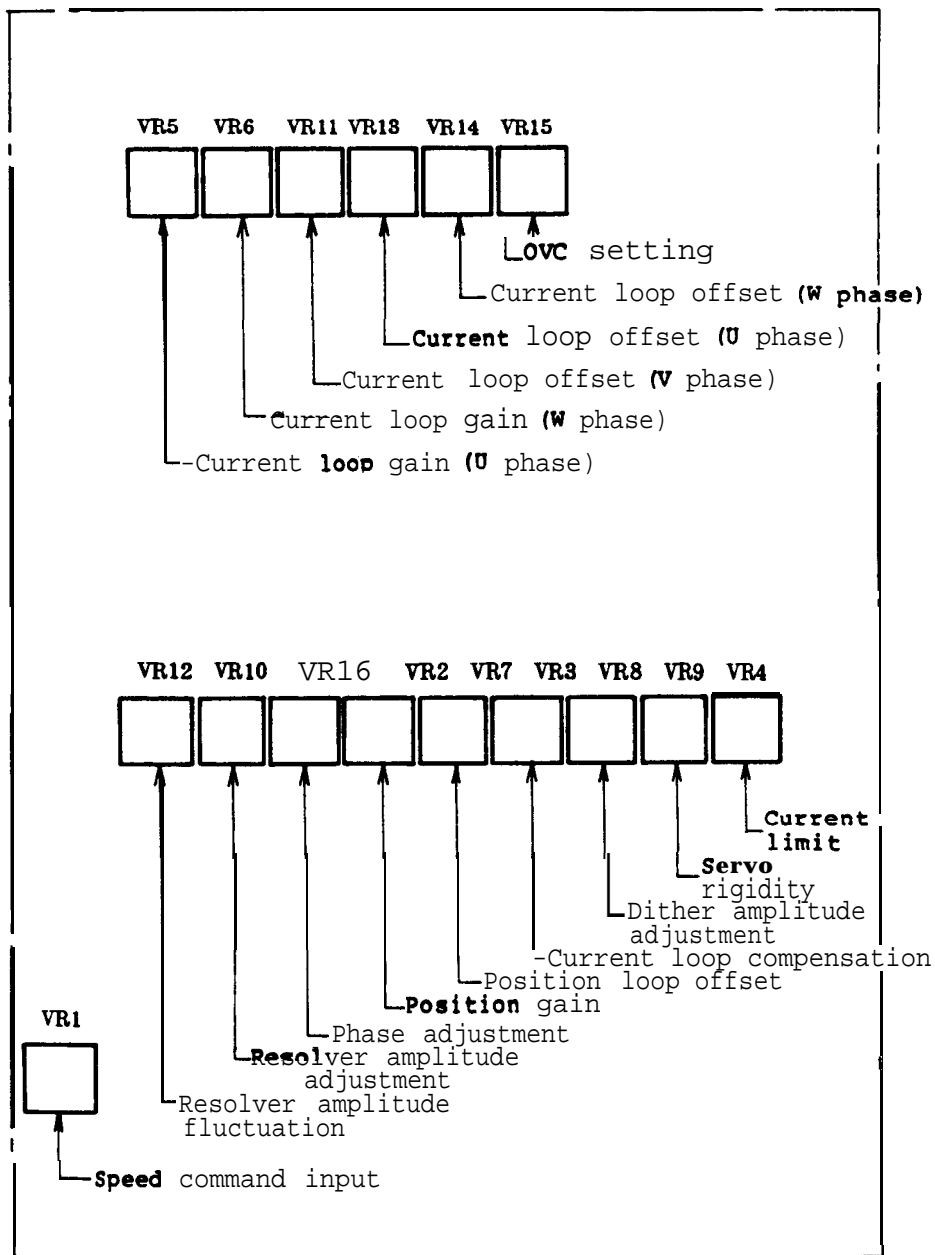 VR5 VR6 VR11 VR13 VR14 VR15
OVC setting
Current loop offset (W phase)
Current loop offset (U phase)
Current loop offset (V phase)
Current loop gain (W phase)
Current loop gain (U phase)
VR12 VR10 VR16 VR2 VR7 VR3 VR8 VR9 VR4
Current
limit
Servo
rigidity
Dither amplitude
adjustment
Current loop compensation
Position loop offset
Position gain
Phase adjustment
Resolver amplitude
adjustment
Resolver amplitude
fluctuation
VR1
Speed command input